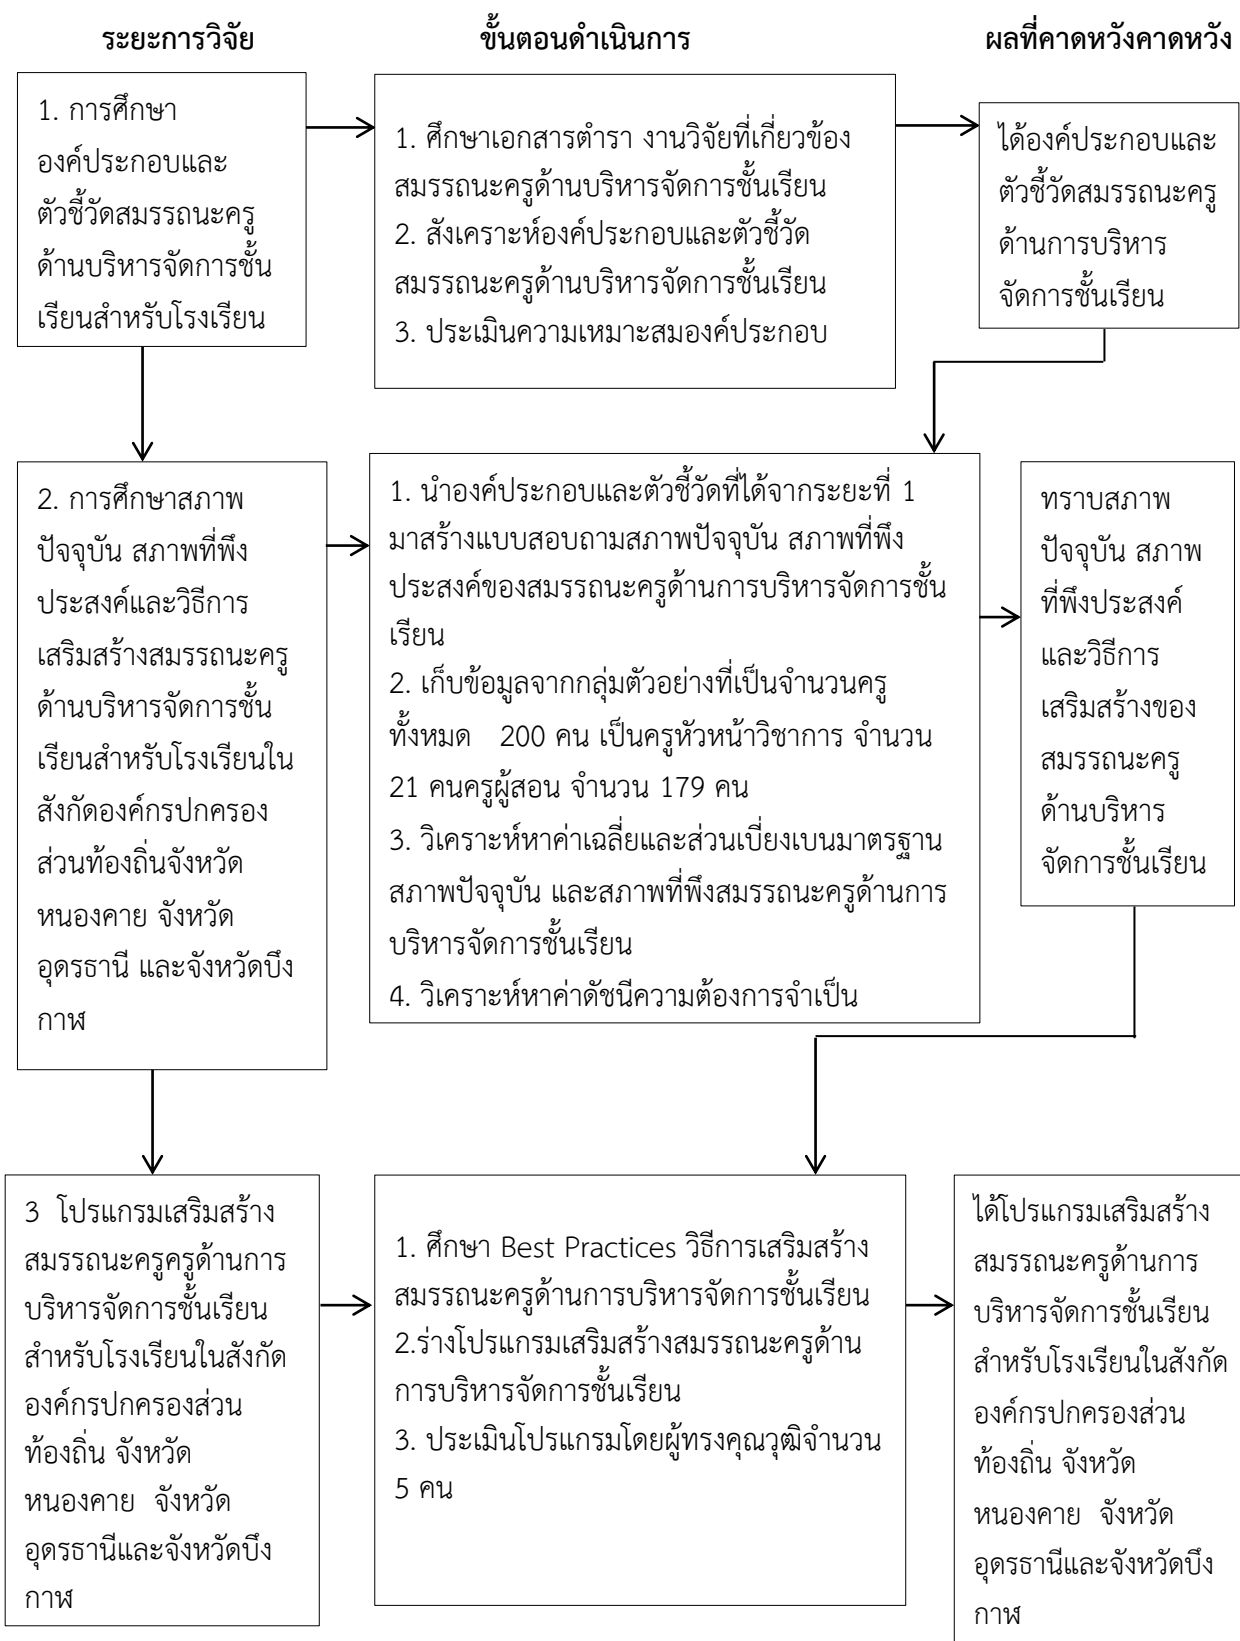 ระยะการวิจัย
ขั้นตอนดำเนินการ
ผลที่คาดหวังคาดหวัง
1. การศึกษา
องค์ประกอบและ
ตัวชี้วัดสมรรถนะครู
ด้านบริหารจัดการชั้น
เรียนสำหรับโรงเรียน
1. ศึกษาเอกสารตำรา งานวิจัยที่เกี่ยวข้อง
สมรรถนะครูด้านบริหารจัดการชั้นเรียน
2. สังเคราะห์องค์ประกอบและตัวชี้วัด
สมรรถนะครูด้านบริหารจัดการชั้นเรียน
3. ประเมินความเหมาะสมองค์ประกอบ
ได้องค์ประกอบและ
ตัวชี้วัดสมรรถนะครู
ด้านการบริหาร
จัดการชั้นเรียน
2. การศึกษาสภาพ
ปัจจุบัน สภาพที่พึง
ประสงค์และวิธีการ
เสริมสร้างสมรรถนะครู
ด้านบริหารจัดการชั้น
เรียนสำหรับโรงเรียนใน
สังกัดองค์กรปกครอง
ส่วนท้องถิ่นจังหวัด
หนองคาย จังหวัด
อุดรธานี และจังหวัดบึง
กาฬ
1. นำองค์ประกอบและตัวชี้วัดที่ได้จากระยะที่ 1
มาสร้างแบบสอบถามสภาพปัจจุบัน สภาพที่พึง
ประสงค์ของสมรรถนะครูด้านการบริหารจัดการชั้น
เรียน
2. เก็บข้อมูลจากกลุ่มตัวอย่างที่เป็นจำนวนครู
ทั้งหมด 200 คน เป็นครูหัวหน้าวิชาการ จำนวน
21 คนครูผู้สอน จำนวน 179 คน
3. วิเคราะห์หาค่าเฉลี่ยและส่วนเบี่ยงเบนมาตรฐาน
สภาพปัจจุบัน และสภาพที่พึงสมรรถนะครูด้านการ
บริหารจัดการชั้นเรียน
4. วิเคราะห์หาค่าดัชนีความต้องการจำเป็น
ทราบสภาพ
ปัจจุบัน สภาพ
ที่พึงประสงค์
และวิธีการ
เสริมสร้างของ
สมรรถนะครู
ด้านบริหาร
จัดการชั้นเรียน
3 โปรแกรมเสริมสร้าง
สมรรถนะครูครูด้านการ
บริหารจัดการชั้นเรียน
สำหรับโรงเรียนในสังกัด
องค์กรปกครองส่วน
ท้องถิ่น จังหวัด
หนองคาย จังหวัด
อุดรธานีและจังหวัดบึง
กาฬ
1. ศึกษา Best Practices วิธีการเสริมสร้าง
สมรรถนะครูด้านการบริหารจัดการชั้นเรียน
2.ร่างโปรแกรมเสริมสร้างสมรรถนะครูด้าน
การบริหารจัดการชั้นเรียน
3. ประเมินโปรแกรมโดยผู้ทรงคุณวุฒิจำนวน
5 คน
ได้โปรแกรมเสริมสร้าง
สมรรถนะครูด้านการ
บริหารจัดการชั้นเรียน
สำหรับโรงเรียนในสังกัด
องค์กรปกครองส่วน
ท้องถิ่น จังหวัด
หนองคาย จังหวัด
อุดรธานีและจังหวัดบึง
กาฬ